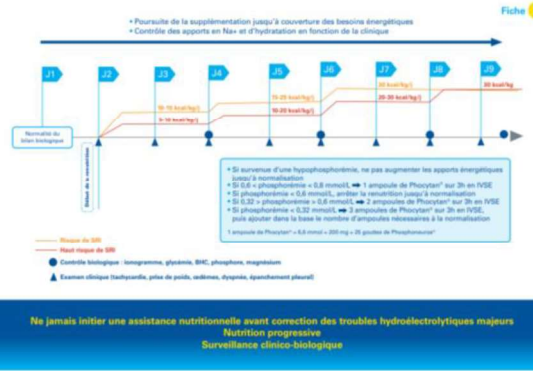 Fiche
• Poursuite de la supplémentation jusqu'à couverture des besoins énergétiques
• Contrôle des apports en Na+ et d'hydratation en fonction de la clinique
J1
J2
J3
J4
J5
J6
J7
J8
J9
10-15 kcal/kg/j
5-10 kcal/kg/j
15-25 kcal/kg/j
10-20 kcal/kg/j
30 kcal/kg/j
20-30 kcal/kg/j
30 kcal/kg
Normalité du
bilan biologique
Début de la renutrition
• Si survenue d'une hypophosphorémie, ne pas augmenter les apports énergétiques
jusqu'à normalisation
• Si 0,6 < phosphorémie < 0,8 mmol/L ➡ 1 ampoule de Phocytan* sur 3h en IVSE
• Si phosphorémie < 0,6 mmol/L, arrêter la renutrition jusqu'à normalisation
• Si 0,32 > phosphorémie > 0,6 mmol/L ➡ 2 ampoules de Phocytan* sur 3h en IVSE
• Si phosphorémie < 0,32 mmol ➡ 3 ampoules de Phocytan* sur 3h en IVSE,
puis ajouter dans la base le nombre d'ampoules nécessaires à la normalisation
1 ampoule de Phocytan* = 6,6 mmol = 200 mg = 25 gouttes de Phosphoneuros*
Risque de SRI
Haut risque de SRI
Contrôle biologique : ionogramme, glycémie, BHC, phosphore, magnésium
Examen clinique (tachycardie, prise de poids, œdèmes, dyspnée, épanchement pleural)
Ne jamais initier une assistance nutritionnelle avant correction des troubles hydroélectrolytiques majeurs
Nutrition progressive
Surveillance clinico-biologique